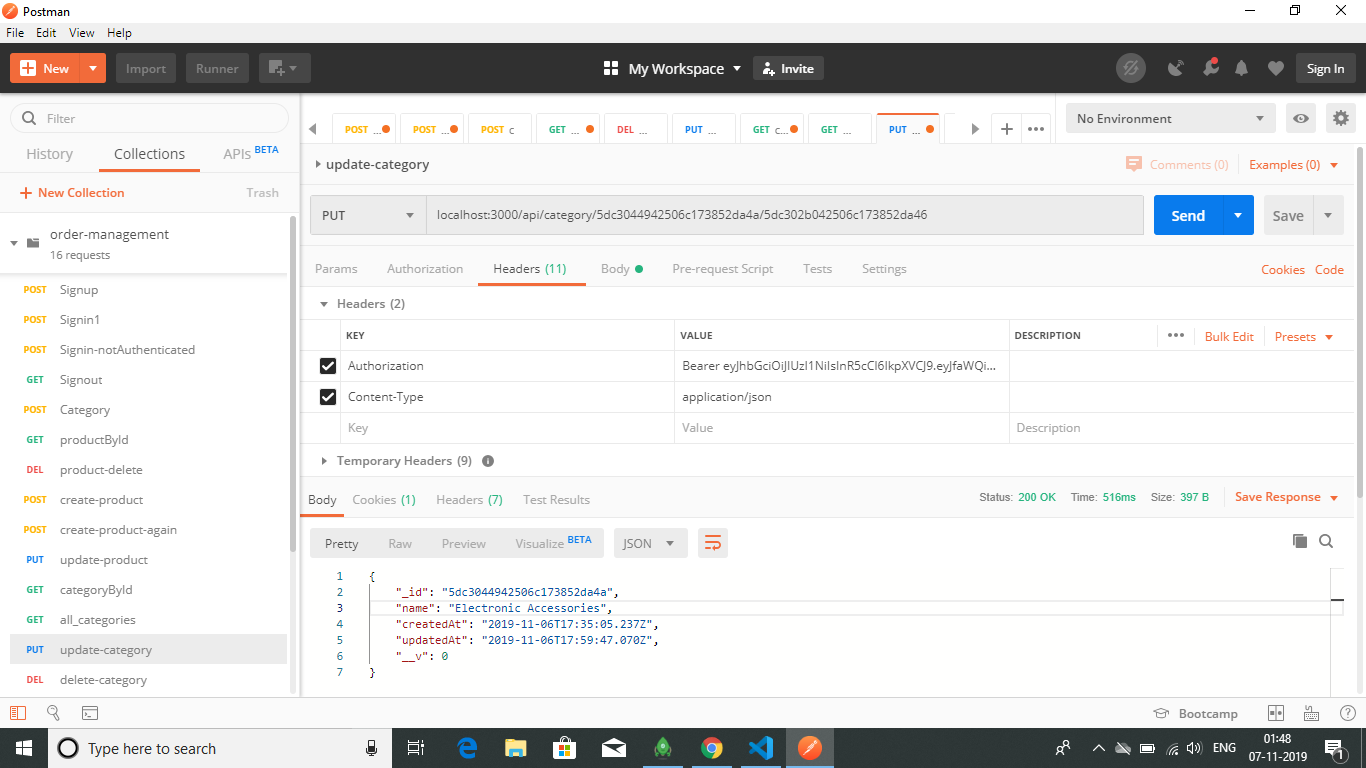 Postman
File Edit View Help
New Import Runner My Workspace Invite Sign In
Filter
History Collections APIs BETA
New Collection Trash
order-management
16 requests
POST Signup
POST Signin1
POST Signin-notAuthenticated
GET Signout
POST Category
GET productById
DEL product-delete
POST create-product
POST create-product-again
PUT update-product
GET categoryById
GET all_categories
PUT update-category
DEL delete-category
POST ... POST ... POST c GET ... DEL ... PUT ... GET c... GET ... PUT ... No Environment
update-category Comments (0) Examples (0)
PUT localhost:3000/api/category/5dc3044942506c173852da4a/5dc302b042506c173852da46 Send Save
Params Authorization Headers (11) Body Pre-request Script Tests Settings Cookies Code
Headers (2)
KEY VALUE DESCRIPTION Bulk Edit Presets
Authorization Bearer eyJhbGciOiJIUzI1NiIsInR5cCI6IkpXVCJ9.eyJfaWQi...
Content-Type application/json
Key Value Description
Temporary Headers (9)
Body Cookies (1) Headers (7) Test Results Status: 200 OK Time: 516ms Size: 397 B Save Response
Pretty Raw Preview Visualize BETA JSON
1 {
2 "_id": "5dc3044942506c173852da4a",
3 "name": "Electronic Accessories",
4 "createdAt": "2019-11-06T17:35:05.237Z",
5 "updatedAt": "2019-11-06T17:59:47.070Z",
6 "__v": 0
7 }
Bootcamp
Type here to search ENG 01:48
07-11-2019 1